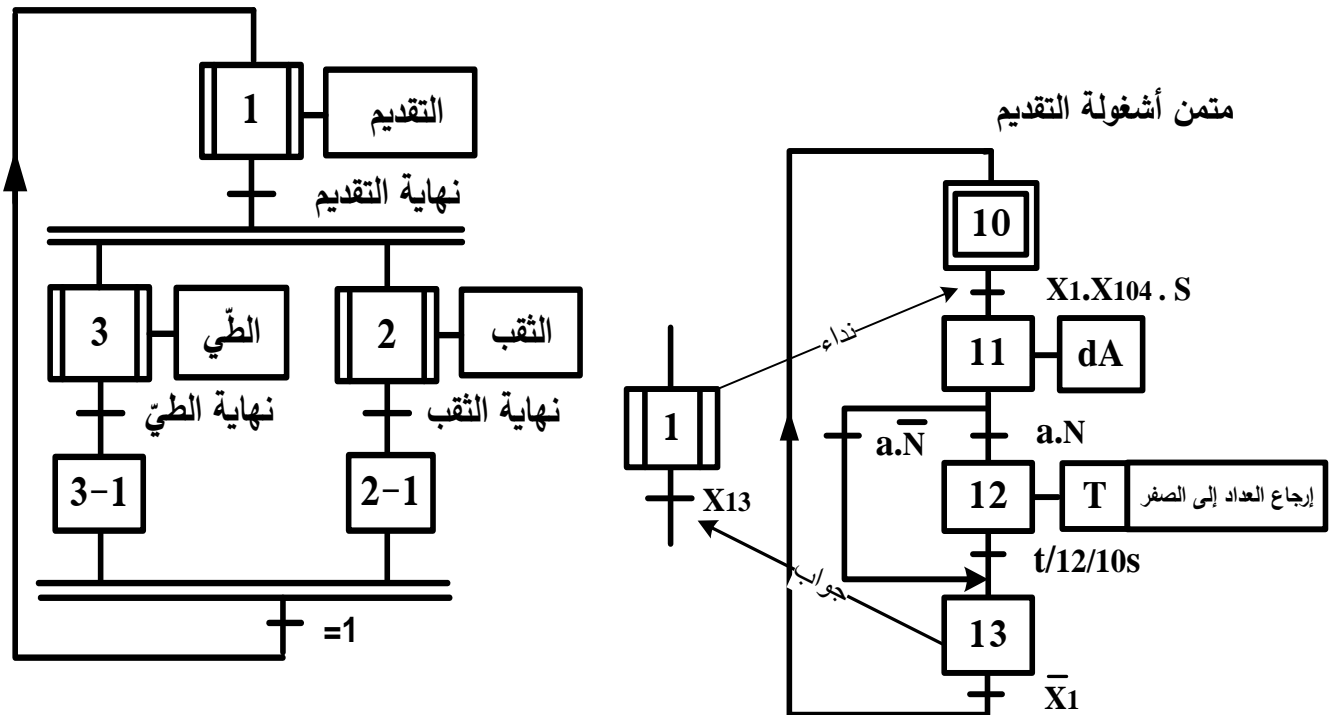 1
التقديم
نهاية التقديم
3
الطّي
2
الثقب
نهاية الطيّ
نهاية الثقب
3-1
2-1
=1
متمن أشغولة التقديم
10
X1.X104 . S
نداء
11
dA
1
a.N̅
a.N
X13
12
T
إرجاع العداد إلى الصفر
t/12/10s
جواب
13
X̅1